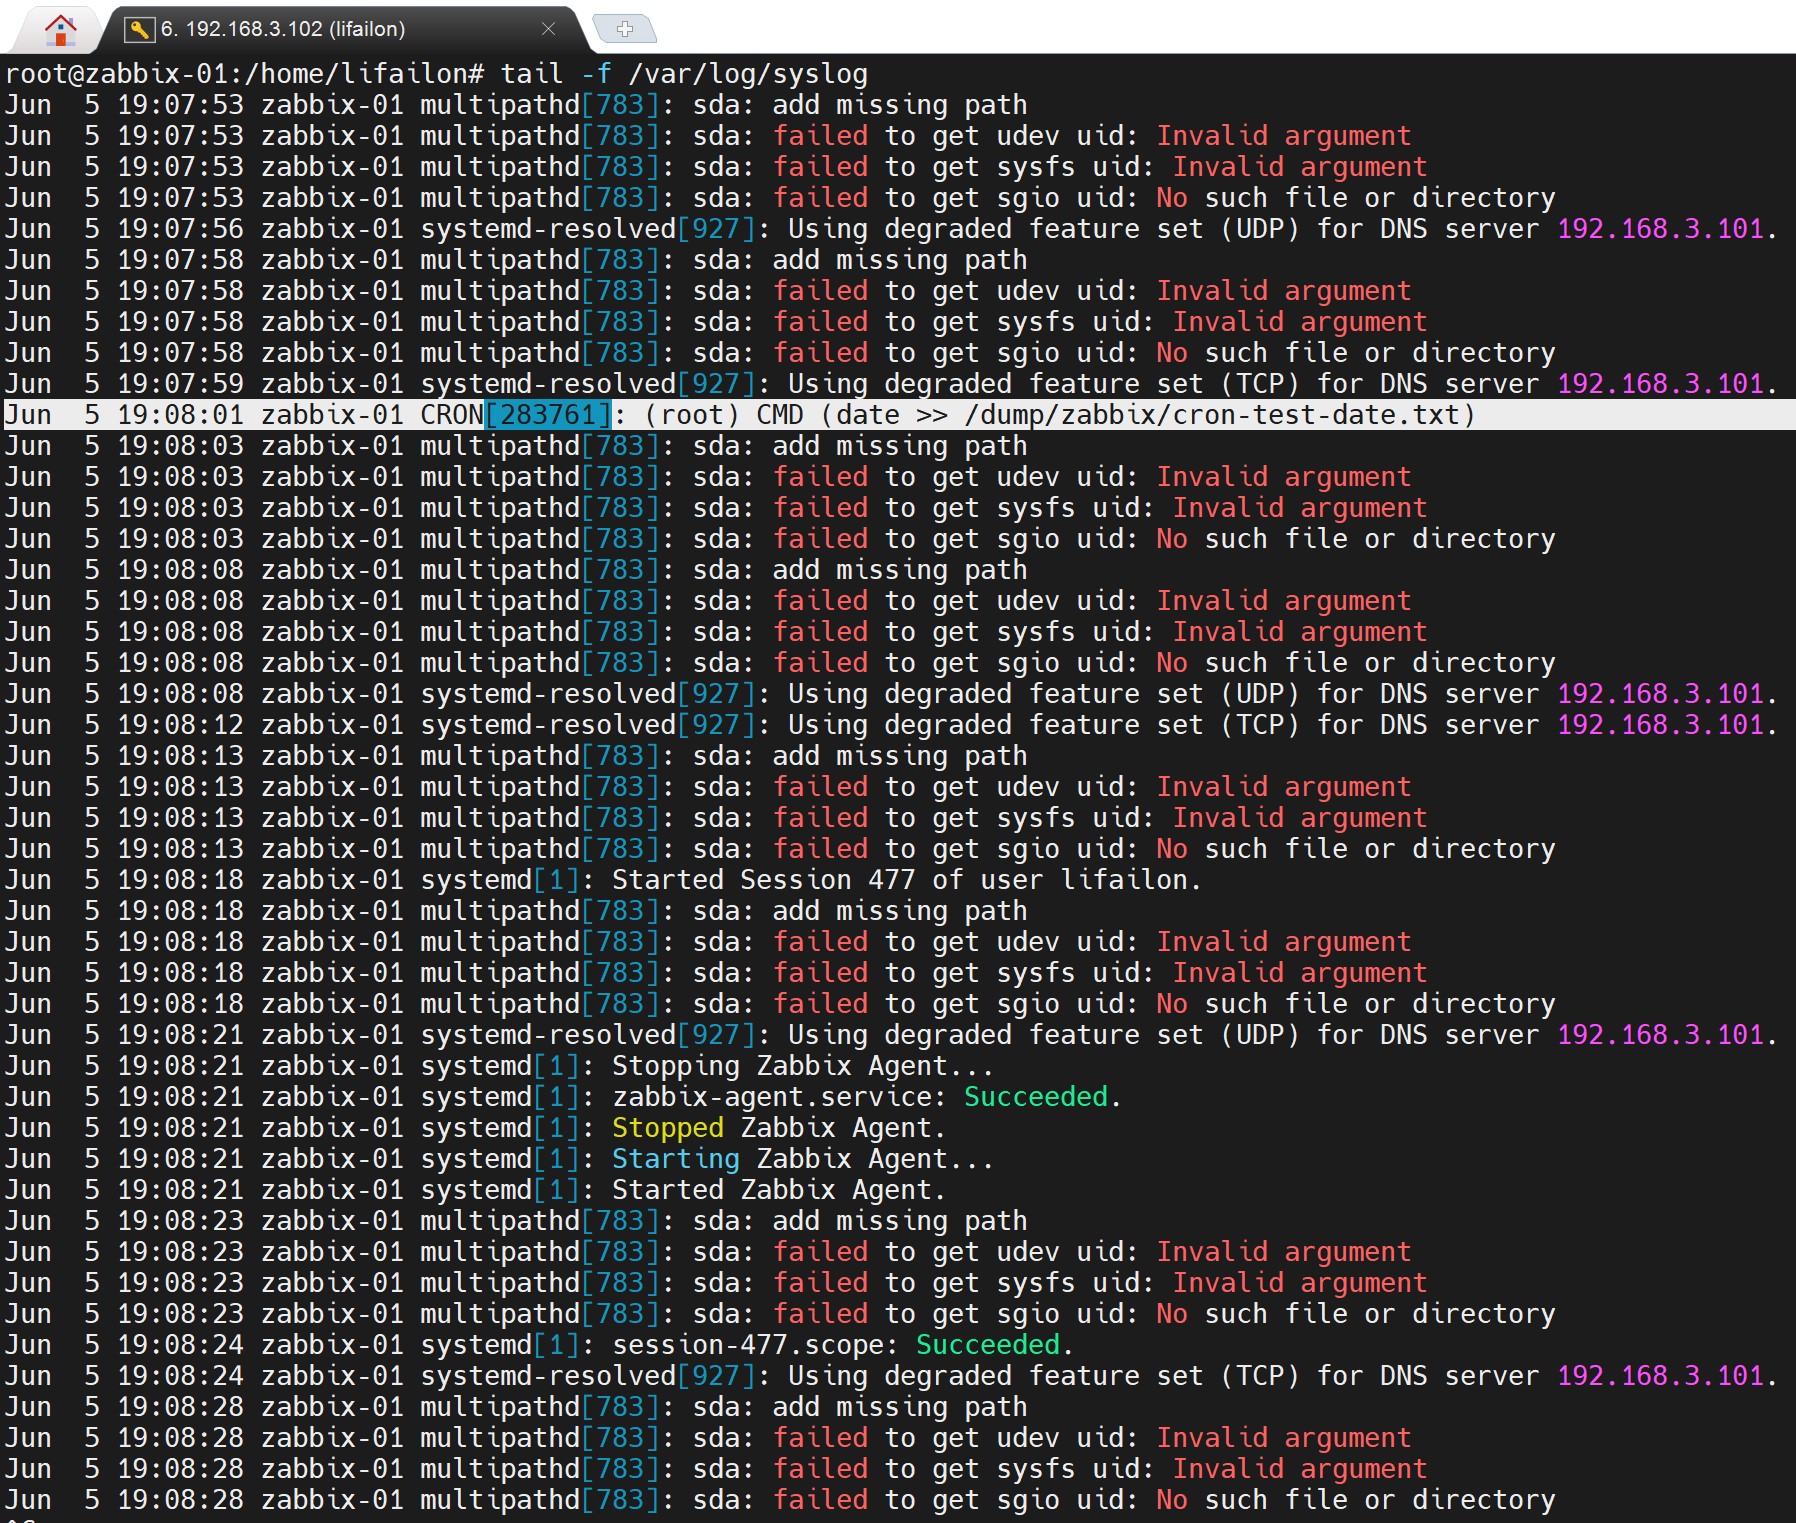 6. 192.168.3.102 (lifailon)
root@zabbix-01:/home/lifailon# tail -f /var/log/syslog
Jun  5 19:07:53 zabbix-01 multipathd[783]: sda: add missing path
Jun  5 19:07:53 zabbix-01 multipathd[783]: sda: failed to get udev uid: Invalid argument
Jun  5 19:07:53 zabbix-01 multipathd[783]: sda: failed to get sysfs uid: Invalid argument
Jun  5 19:07:53 zabbix-01 multipathd[783]: sda: failed to get sgio uid: No such file or directory
Jun  5 19:07:56 zabbix-01 systemd-resolved[927]: Using degraded feature set (UDP) for DNS server 192.168.3.101.
Jun  5 19:07:58 zabbix-01 multipathd[783]: sda: add missing path
Jun  5 19:07:58 zabbix-01 multipathd[783]: sda: failed to get udev uid: Invalid argument
Jun  5 19:07:58 zabbix-01 multipathd[783]: sda: failed to get sysfs uid: Invalid argument
Jun  5 19:07:58 zabbix-01 multipathd[783]: sda: failed to get sgio uid: No such file or directory
Jun  5 19:07:59 zabbix-01 systemd-resolved[927]: Using degraded feature set (TCP) for DNS server 192.168.3.101.
Jun  5 19:08:01 zabbix-01 CRON[283761]: (root) CMD (date >> /dump/zabbix/cron-test-date.txt)
Jun  5 19:08:03 zabbix-01 multipathd[783]: sda: add missing path
Jun  5 19:08:03 zabbix-01 multipathd[783]: sda: failed to get udev uid: Invalid argument
Jun  5 19:08:03 zabbix-01 multipathd[783]: sda: failed to get sysfs uid: Invalid argument
Jun  5 19:08:03 zabbix-01 multipathd[783]: sda: failed to get sgio uid: No such file or directory
Jun  5 19:08:08 zabbix-01 multipathd[783]: sda: add missing path
Jun  5 19:08:08 zabbix-01 multipathd[783]: sda: failed to get udev uid: Invalid argument
Jun  5 19:08:08 zabbix-01 multipathd[783]: sda: failed to get sysfs uid: Invalid argument
Jun  5 19:08:08 zabbix-01 multipathd[783]: sda: failed to get sgio uid: No such file or directory
Jun  5 19:08:08 zabbix-01 systemd-resolved[927]: Using degraded feature set (UDP) for DNS server 192.168.3.101.
Jun  5 19:08:12 zabbix-01 systemd-resolved[927]: Using degraded feature set (TCP) for DNS server 192.168.3.101.
Jun  5 19:08:13 zabbix-01 multipathd[783]: sda: add missing path
Jun  5 19:08:13 zabbix-01 multipathd[783]: sda: failed to get udev uid: Invalid argument
Jun  5 19:08:13 zabbix-01 multipathd[783]: sda: failed to get sysfs uid: Invalid argument
Jun  5 19:08:13 zabbix-01 multipathd[783]: sda: failed to get sgio uid: No such file or directory
Jun  5 19:08:18 zabbix-01 systemd[1]: Started Session 477 of user lifailon.
Jun  5 19:08:18 zabbix-01 multipathd[783]: sda: add missing path
Jun  5 19:08:18 zabbix-01 multipathd[783]: sda: failed to get udev uid: Invalid argument
Jun  5 19:08:18 zabbix-01 multipathd[783]: sda: failed to get sysfs uid: Invalid argument
Jun  5 19:08:18 zabbix-01 multipathd[783]: sda: failed to get sgio uid: No such file or directory
Jun  5 19:08:21 zabbix-01 systemd-resolved[927]: Using degraded feature set (UDP) for DNS server 192.168.3.101.
Jun  5 19:08:21 zabbix-01 systemd[1]: Stopping Zabbix Agent...
Jun  5 19:08:21 zabbix-01 systemd[1]: zabbix-agent.service: Succeeded.
Jun  5 19:08:21 zabbix-01 systemd[1]: Stopped Zabbix Agent.
Jun  5 19:08:21 zabbix-01 systemd[1]: Starting Zabbix Agent...
Jun  5 19:08:21 zabbix-01 systemd[1]: Started Zabbix Agent.
Jun  5 19:08:23 zabbix-01 multipathd[783]: sda: add missing path
Jun  5 19:08:23 zabbix-01 multipathd[783]: sda: failed to get udev uid: Invalid argument
Jun  5 19:08:23 zabbix-01 multipathd[783]: sda: failed to get sysfs uid: Invalid argument
Jun  5 19:08:23 zabbix-01 multipathd[783]: sda: failed to get sgio uid: No such file or directory
Jun  5 19:08:24 zabbix-01 systemd[1]: session-477.scope: Succeeded.
Jun  5 19:08:24 zabbix-01 systemd-resolved[927]: Using degraded feature set (TCP) for DNS server 192.168.3.101.
Jun  5 19:08:28 zabbix-01 multipathd[783]: sda: add missing path
Jun  5 19:08:28 zabbix-01 multipathd[783]: sda: failed to get udev uid: Invalid argument
Jun  5 19:08:28 zabbix-01 multipathd[783]: sda: failed to get sysfs uid: Invalid argument
Jun  5 19:08:28 zabbix-01 multipathd[783]: sda: failed to get sgio uid: No such file or directory